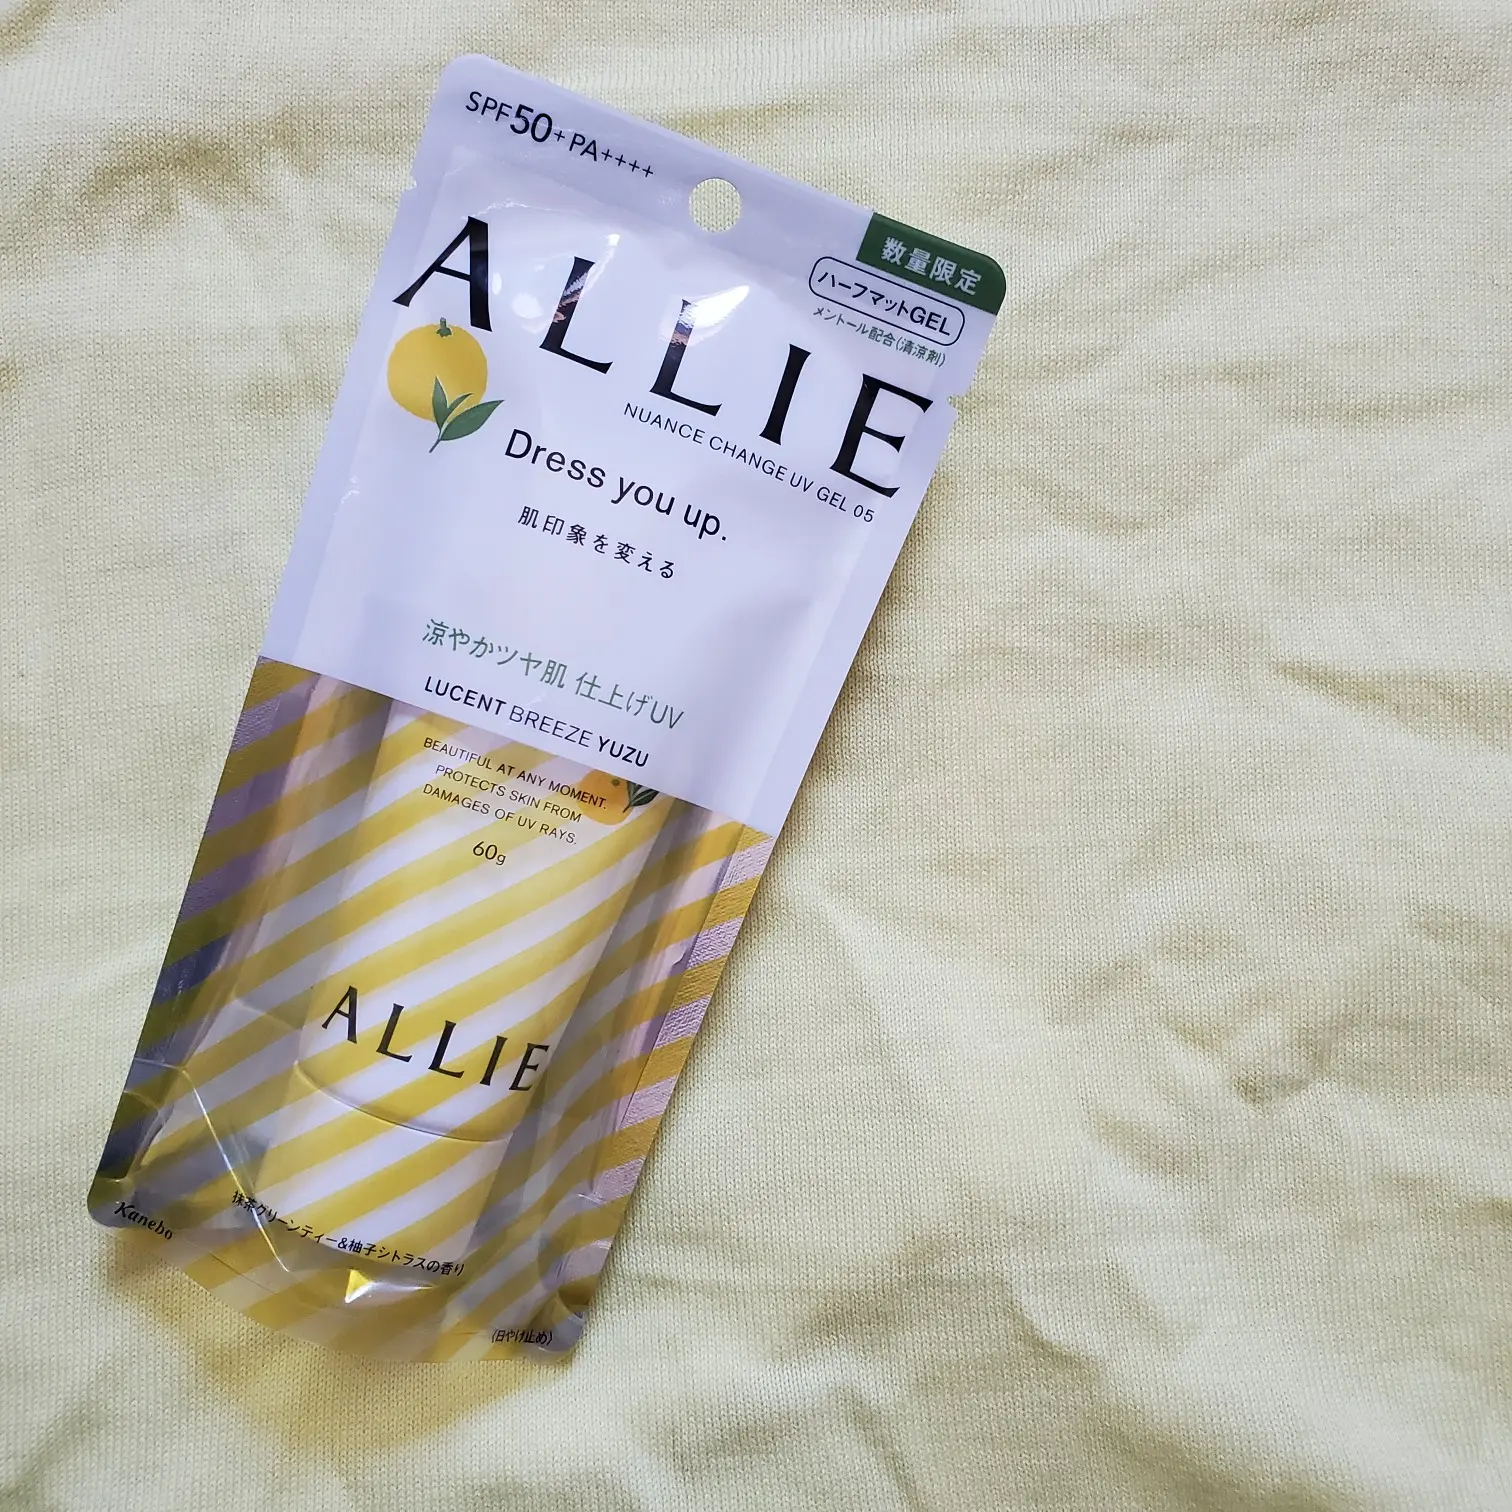 SPF50+ PA++++
数量限定
ハーフマットGEL
メントール配合(清涼剤)
ALLIE
NUANCE CHANGE UV GEL 05
Dress you up.
肌印象を変える
涼やかツヤ肌 仕上げUV
LUCENT BREEZE YUZU
BEAUTIFUL AT ANY MOMENT.
PROTECTS SKIN FROM
DAMAGES OF UV RAYS.
60g
ALLIE
Kanebo
抹茶グリーンティー&柚子シトラスの香り
(日やけ止め)